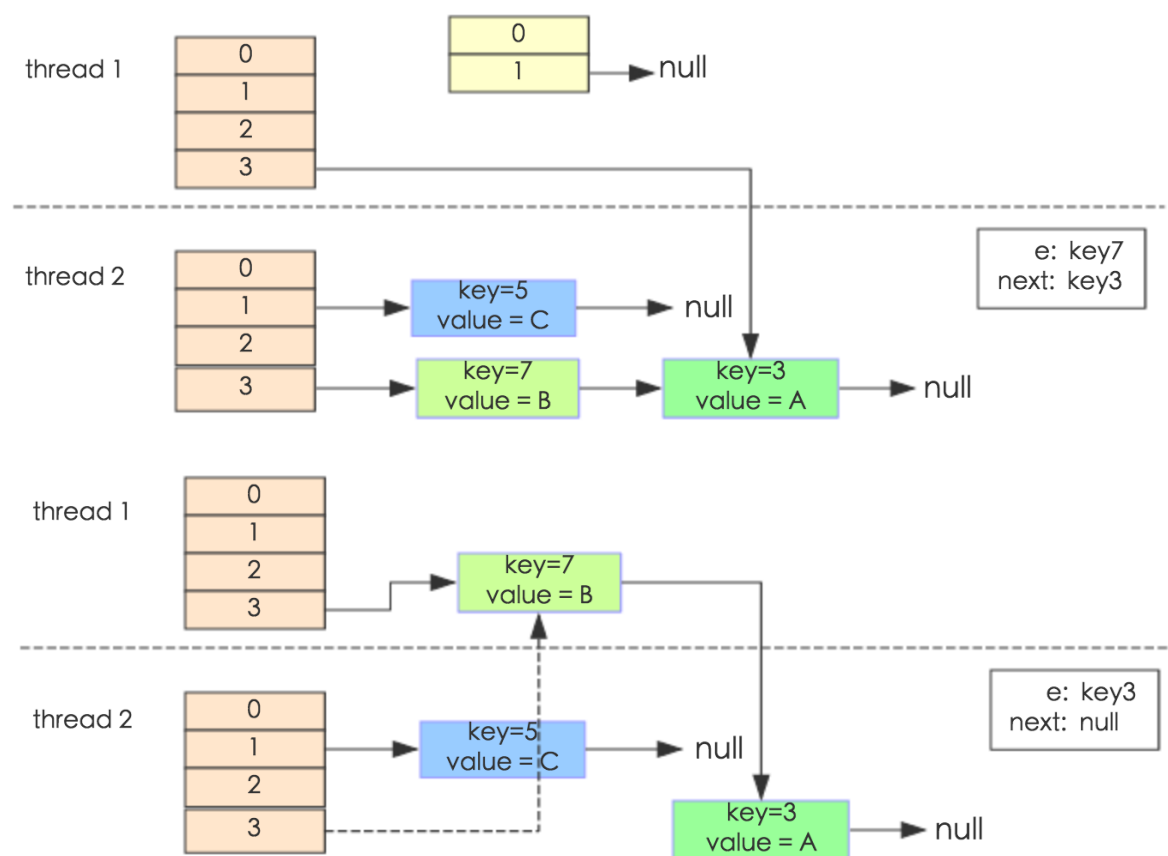 0
1
null
thread 1
0
1
2
3
e: key7
next: key3
thread 2
0
1
2
3
key=5
value = C
null
key=7
value = B
key=3
value = A
null
thread 1
0
1
2
3
key=7
value = B
e: key3
next: null
thread 2
0
1
2
3
key=5
value = C
null
key=3
value = A
null